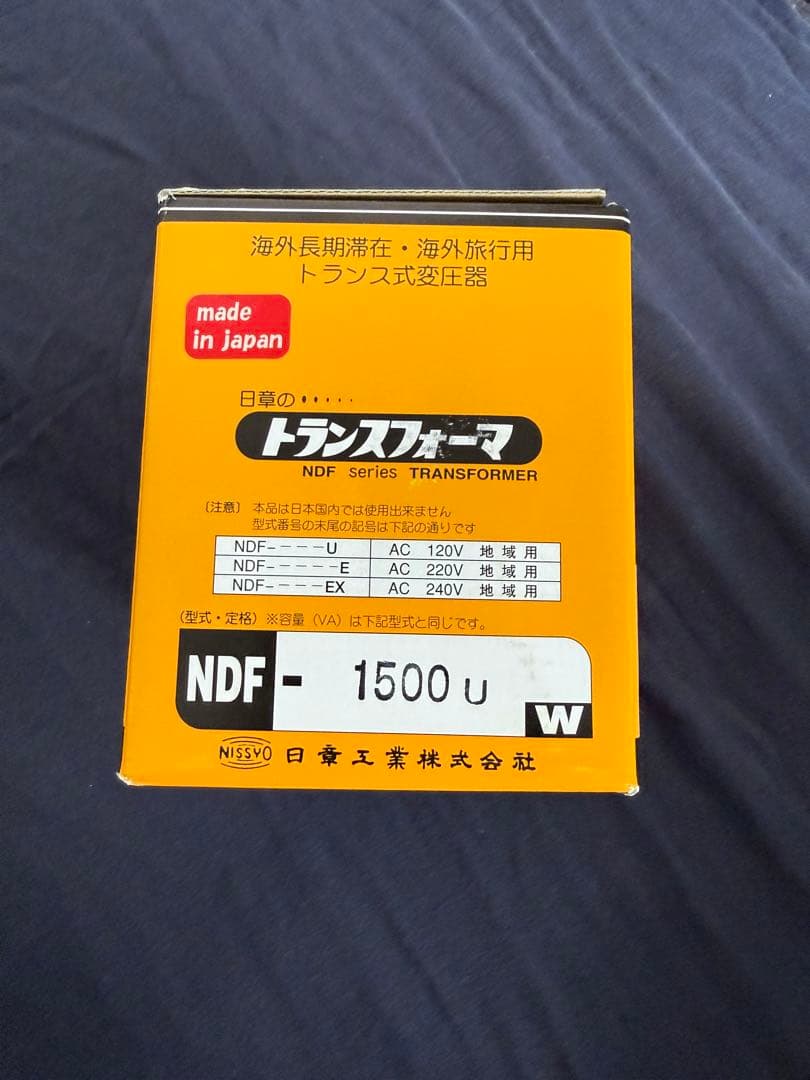 海外長期滞在・海外旅行用
トランス式変圧器
made
in japan
日章の・・・・・
トランスフォーマ
NDF series TRANSFORMER
〔注意〕 本品は日本国内では使用出来ません
型式番号の末尾の記号は下記の通りです
NDF-----U AC 120V 地域用
NDF-----E AC 220V 地域用
NDF-----EX AC 240V 地域用
(型式・定格) ※容量(VA)は下記型式と同じです。
NDF- 1500U
W
NISSYO 日章工業株式会社